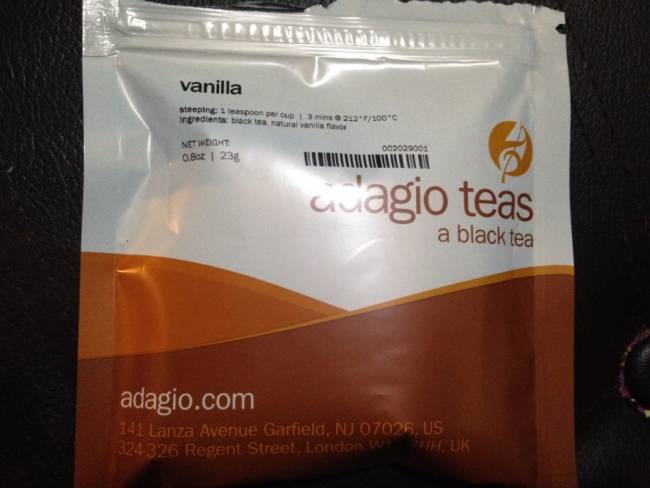 vanilla
steeping: 1 teaspoon per cup | 3 mins @ 212°F/100°C
ingredients: black tea, natural vanilla flavor
NET WEIGHT:
0.8oz | 23g
002029001
adagio teas
a black tea
adagio.com
141 Lanza Avenue Garfield, NJ 07026, US
324-326 Regent Street, London UK